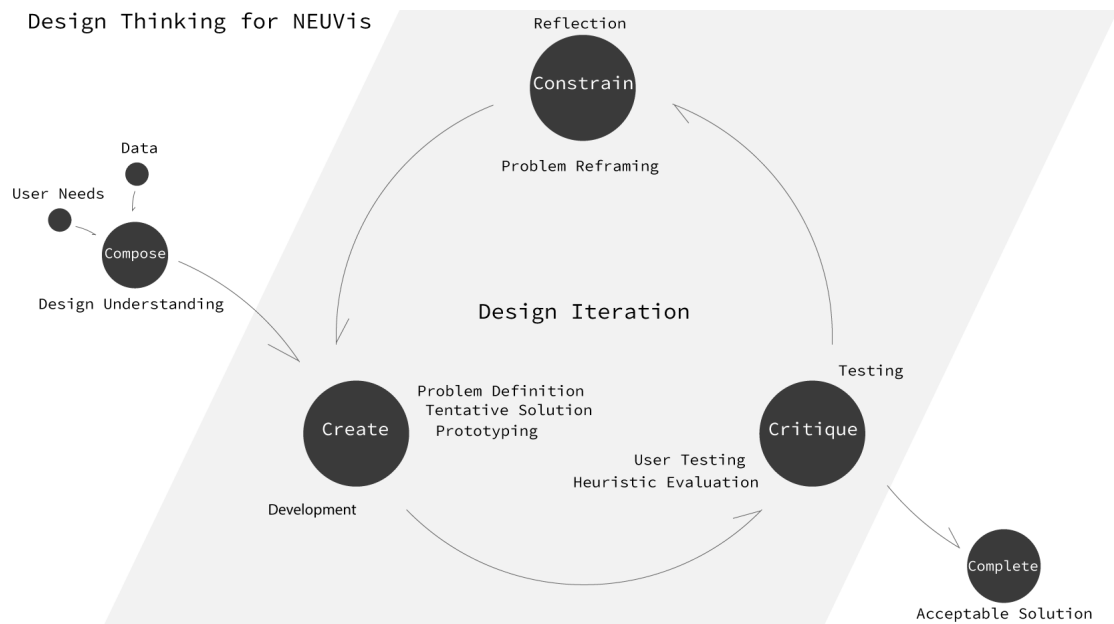 Design Thinking for NEUVis
Reflection
Constrain
Problem Reframing
Data
User Needs
Compose
Design Understanding
Design Iteration
Testing
Problem Definition
Tentative Solution
Prototyping
Create
Critique
User Testing
Heuristic Evaluation
Development
Complete
Acceptable Solution